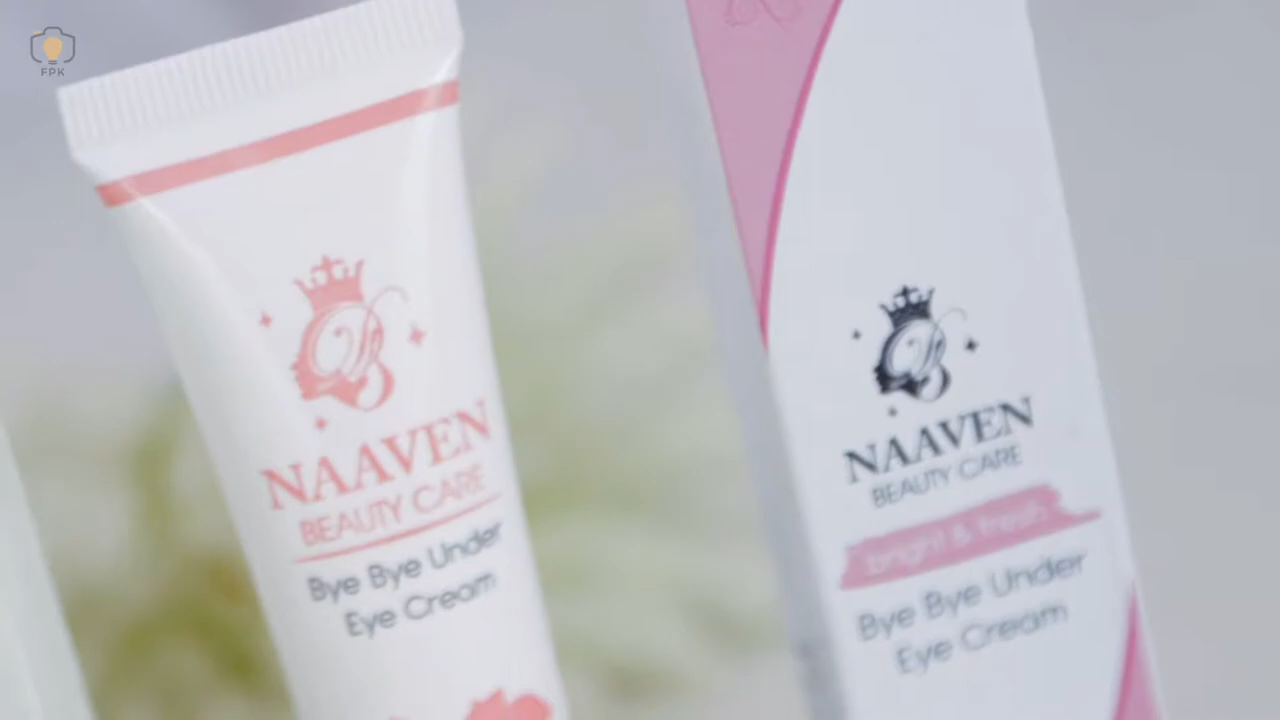 FPK
NAAVEN
BEAUTY CARE
Bye Bye Under
Eye Cream
NAAVEN
BEAUTY CARE
bright & fresh
Bye Bye Under
Eye Cream